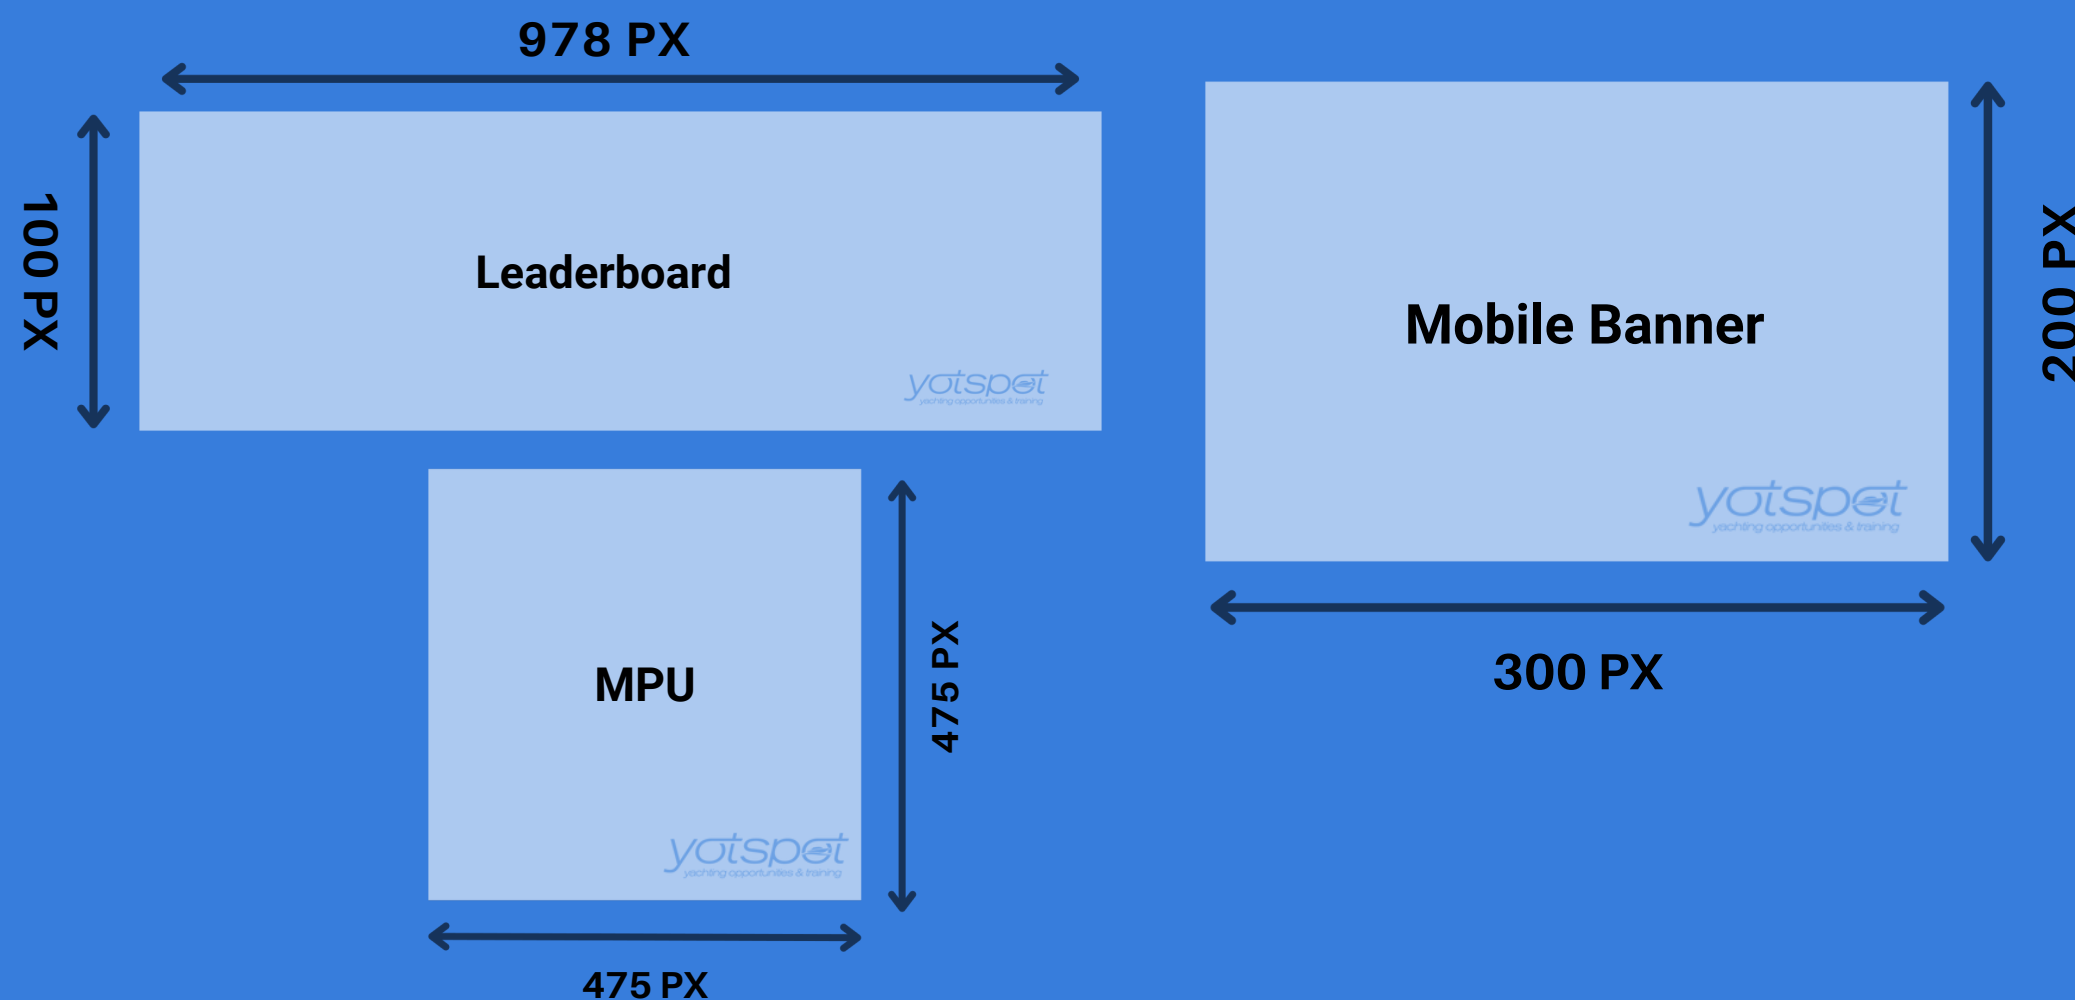 978 PX
100 PX
Leaderboard
yotspot
yachting opportunities & training
Mobile Banner
yotspot
yachting opportunities & training
200 PX
300 PX
MPU
yotspot
yachting opportunities & training
475 PX
475 PX